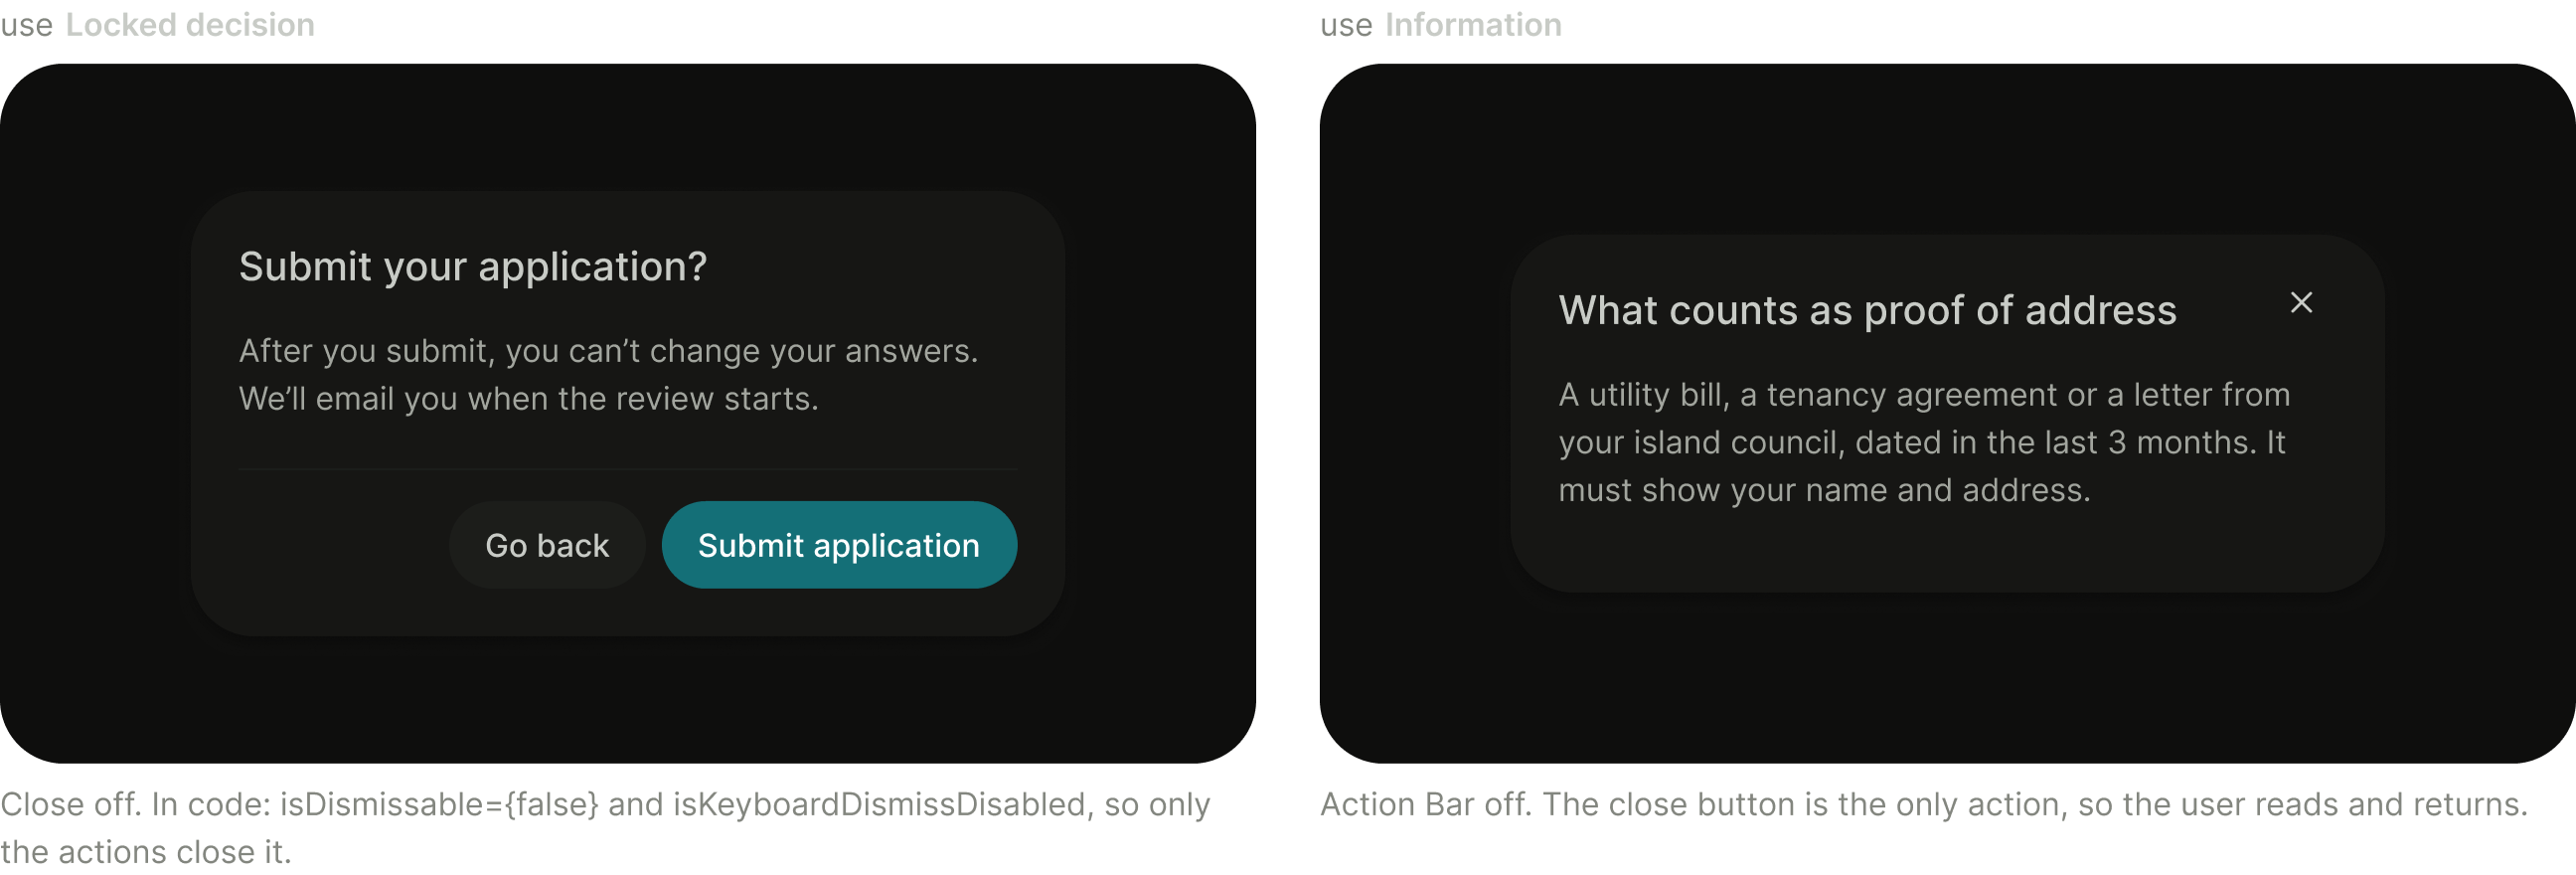 use Locked decision
Submit your application?
After you submit, you can’t change your answers.
We’ll email you when the review starts.
Go back
Submit application
Close off. In code: isDismissable={false} and isKeyboardDismissDisabled, so only
the actions close it.
use Information
What counts as proof of address
A utility bill, a tenancy agreement or a letter from
your island council, dated in the last 3 months. It
must show your name and address.
Action Bar off. The close button is the only action, so the user reads and returns.